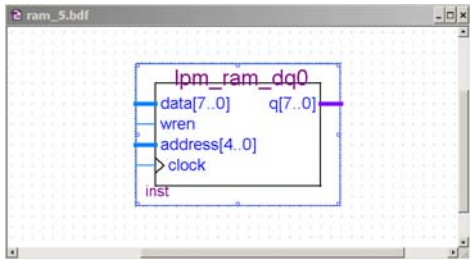 ram_5.bdf
lpm_ram_dq0
data[7..0] q[7..0]
wren
address[4..0]
clock
inst